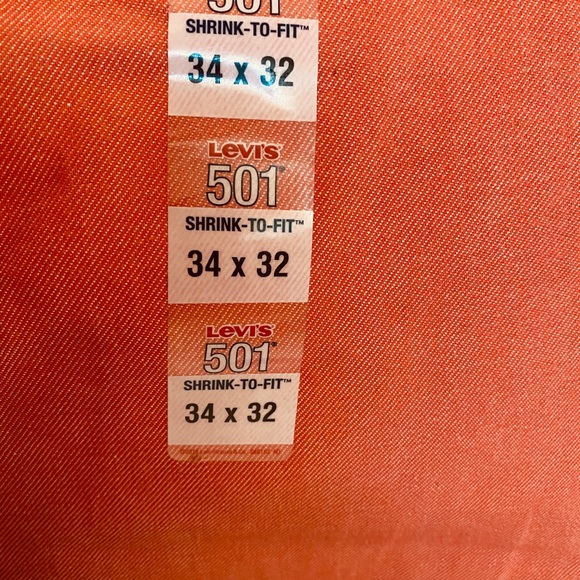 501
SHRINK-TO-FIT™
34 x 32
LEVI'S
501®
SHRINK-TO-FIT™
34 x 32
LEVI'S
501®
SHRINK-TO-FIT™
34 x 32